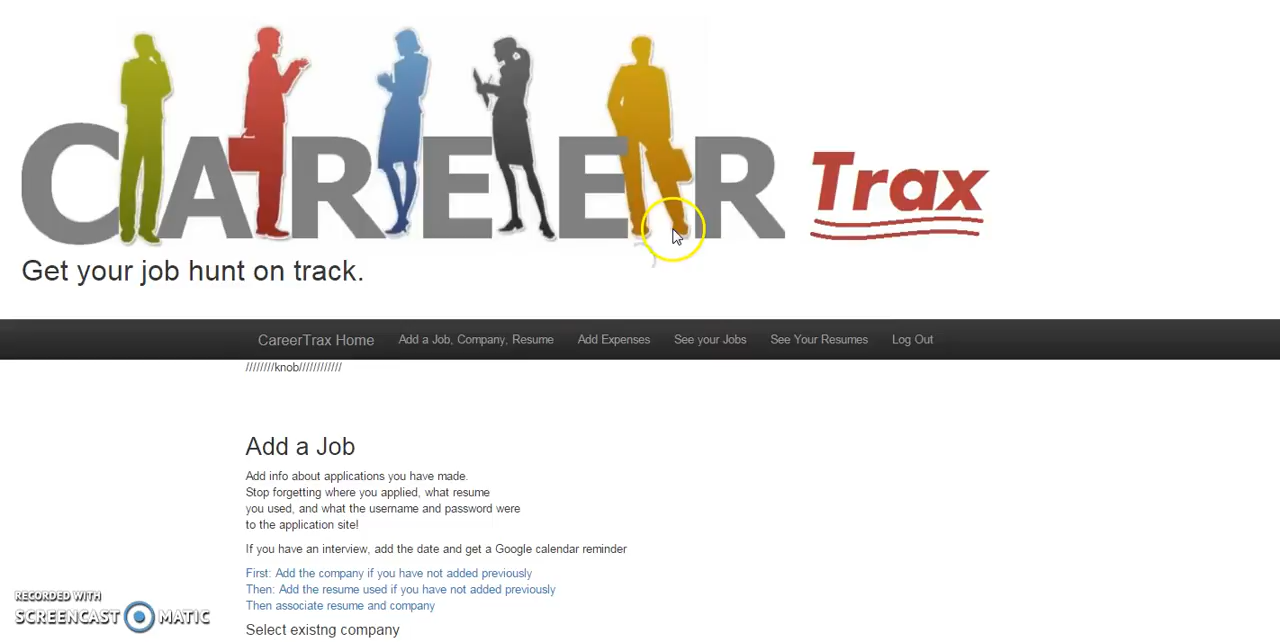 CAREER Trax
Get your job hunt on track.
CareerTrax Home Add a Job, Company, Resume Add Expenses See your Jobs See Your Resumes Log Out
////////knob////////////
Add a Job
Add info about applications you have made.
Stop forgetting where you applied, what resume
you used, and what the username and password were
to the application site!
If you have an interview, add the date and get a Google calendar reminder
First: Add the company if you have not added previously
Then: Add the resume used if you have not added previously
Then associate resume and company
Select existng company
RECORDED WITH
SCREENCAST MATIC